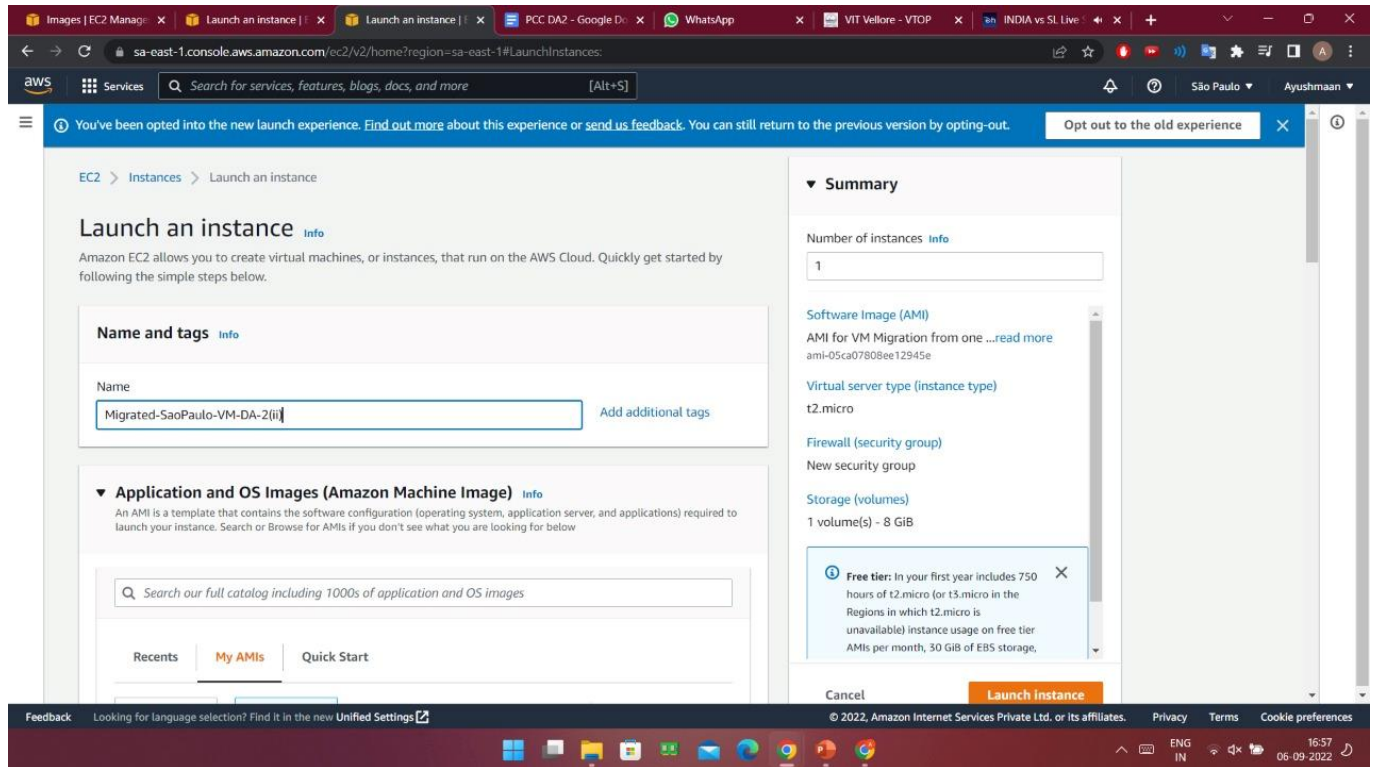 Images | EC2 Manage
Launch an instance | E
Launch an instance | E
PCC DA2 - Google Do
WhatsApp
VIT Vellore - VTOP
INDIA vs SL Live
sa-east-1.console.aws.amazon.com/ec2/v2/home?region=sa-east-1#LaunchInstances:
A
aws
Services
Search for services, features, blogs, docs, and more
[Alt+S]
São Paulo
Ayushmaan
You've been opted into the new launch experience. Find out more about this experience or send us feedback. You can still return to the previous version by opting-out.
Opt out to the old experience
EC2 > Instances > Launch an instance
Launch an instance Info
Amazon EC2 allows you to create virtual machines, or instances, that run on the AWS Cloud. Quickly get started by
following the simple steps below.
Name and tags Info
Name
Migrated-SaoPaulo-VM-DA-2(ii)
Add additional tags
Application and OS Images (Amazon Machine Image) Info
An AMI is a template that contains the software configuration (operating system, application server, and applications) required to
launch your instance. Search or Browse for AMIs if you don't see what you are looking for below
Search our full catalog including 1000s of application and OS images
Recents
My AMIs
Quick Start
Summary
Number of instances Info
1
Software Image (AMI)
AMI for VM Migration from one ...read more
ami-05ca07808ee12945e
Virtual server type (instance type)
t2.micro
Firewall (security group)
New security group
Storage (volumes)
1 volume(s) - 8 GiB
Free tier: In your first year includes 750
hours of t2.micro (or t3.micro in the
Regions in which t2.micro is
unavailable) instance usage on free tier
AMIs per month, 30 GiB of EBS storage,
Cancel
Launch instance
Feedback
Looking for language selection? Find it in the new Unified Settings
© 2022, Amazon Internet Services Private Ltd. or its affiliates.
Privacy
Terms
Cookie preferences
ENG
IN
16:57
06-09-2022